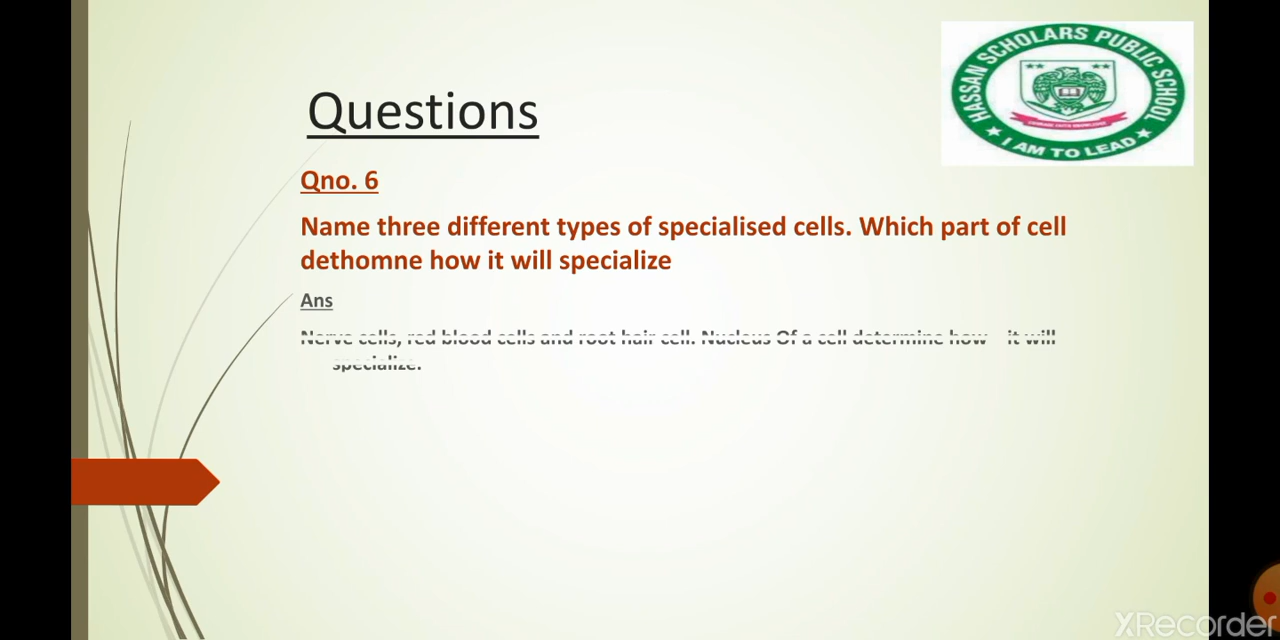 HASSAN SCHOLARS PUBLIC SCHOOL
I AM TO LEAD
Questions
Qno. 6
Name three different types of specialised cells. Which part of cell
dethomne how it will specialize
Ans
Nerve cells, red blood cells and root hair cell. Nucleus Of a cell determine how it will
specialize.
XRecorder